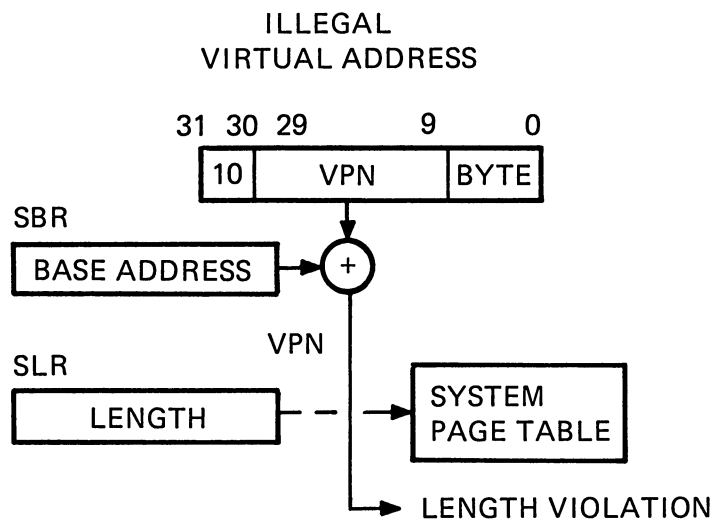 ILLEGAL
VIRTUAL ADDRESS
31 30 29 9 0
10 VPN BYTE
SBR
BASE ADDRESS +
VPN
SLR
LENGTH
SYSTEM
PAGE TABLE
LENGTH VIOLATION